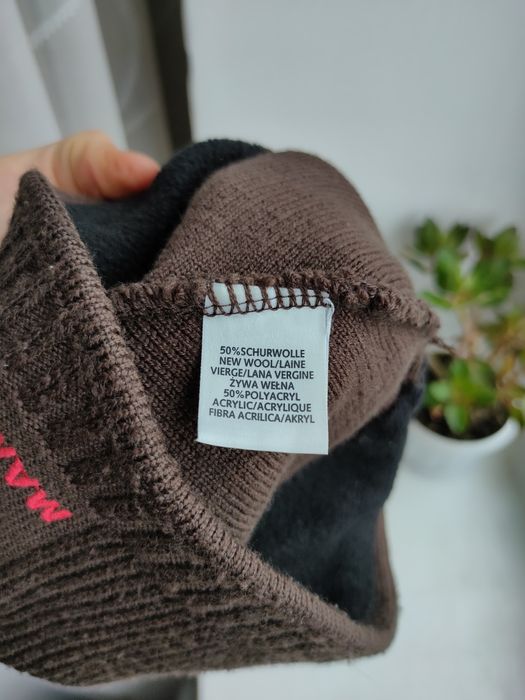 50%SCHURWOLLE
NEW WOOL/LAINE
VIERGE/LANA VERGINE
ŻYWA WEŁNA
50%POLYACRYL
ACRYLIC/ACRYLIQUE
FIBRA ACRILICA/AKRYL